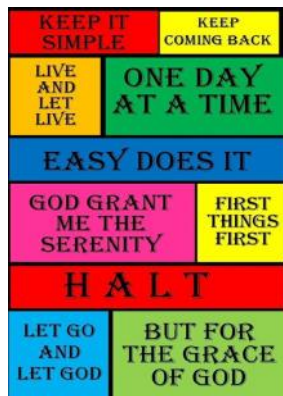 KEEP IT
SIMPLE
KEEP
COMING BACK
LIVE
AND
LET
LIVE
ONE DAY
AT A TIME
EASY DOES IT
GOD GRANT
ME THE
SERENITY
FIRST
THINGS
FIRST
H A L T
LET GO
AND
LET GOD
BUT FOR
THE GRACE
OF GOD